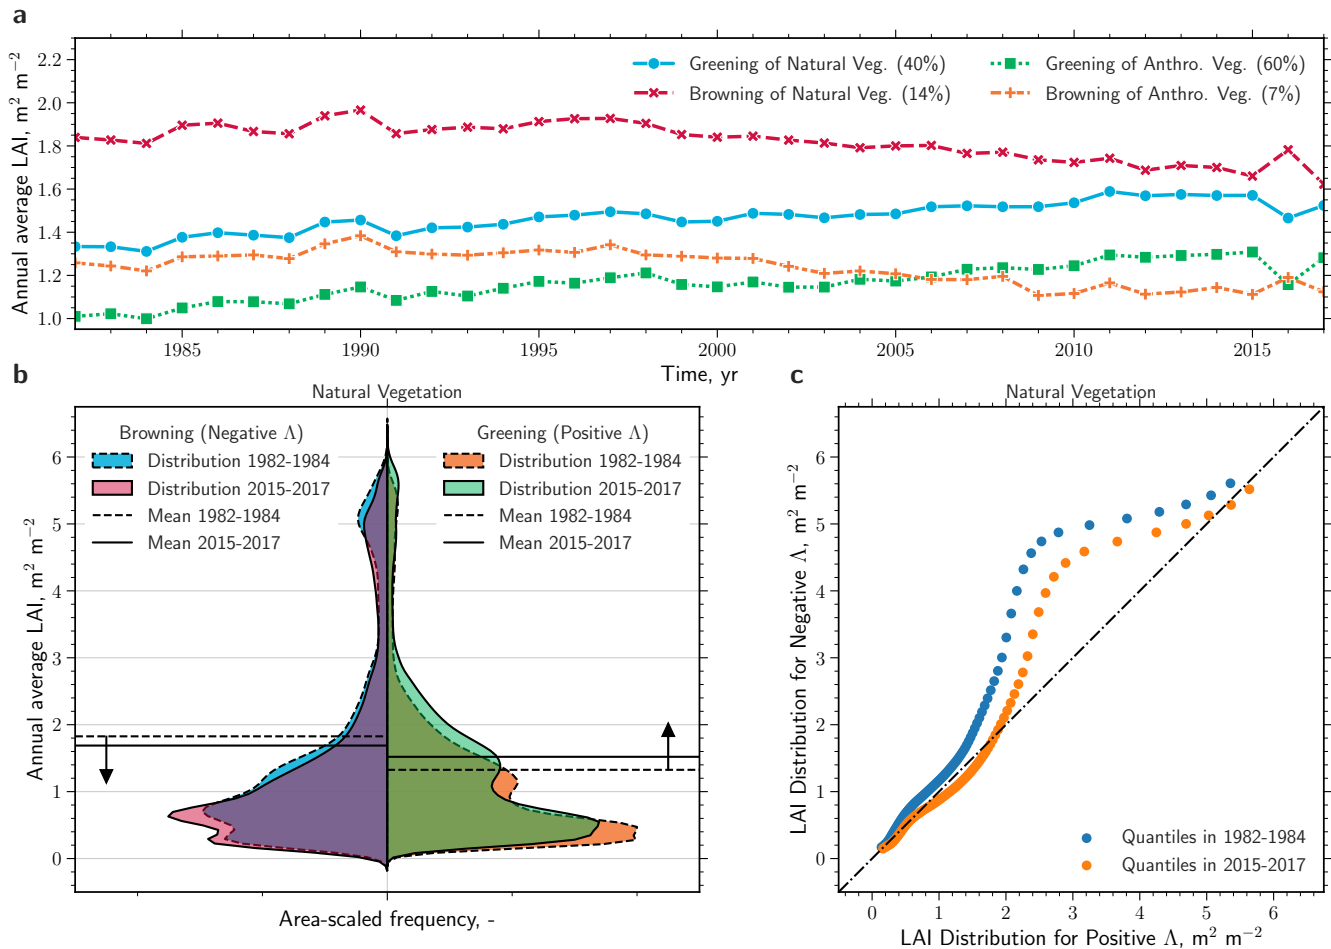 a
Annual average LAI, m² m⁻²
2.2
2.0
1.8
1.6
1.4
1.2
1.0
Greening of Natural Veg. (40%)
Browning of Natural Veg. (14%)
Greening of Anthro. Veg. (60%)
Browning of Anthro. Veg. (7%)
1985
1990
1995
2000
2005
2010
2015
Time, yr
b
Natural Vegetation
Annual average LAI, m² m⁻²
6
5
4
3
2
1
0
Browning (Negative Λ)
Distribution 1982-1984
Distribution 2015-2017
Mean 1982-1984
Mean 2015-2017
Greening (Positive Λ)
Distribution 1982-1984
Distribution 2015-2017
Mean 1982-1984
Mean 2015-2017
Area-scaled frequency, -
c
Natural Vegetation
LAI Distribution for Negative Λ, m² m⁻²
6
5
4
3
2
1
0
Quantiles in 1982-1984
Quantiles in 2015-2017
0
1
2
3
4
5
6
LAI Distribution for Positive Λ, m² m⁻²